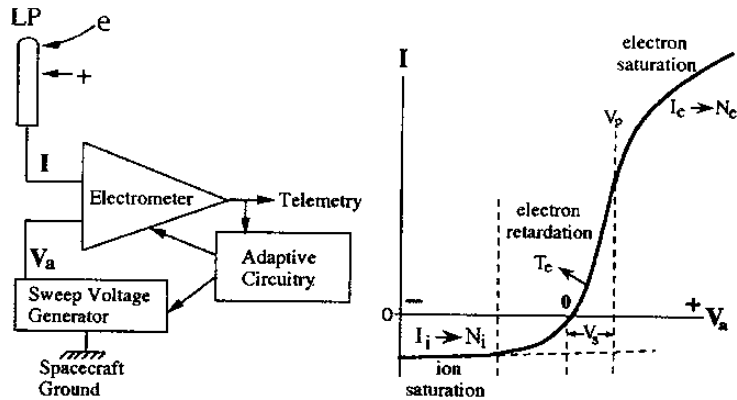 LP
e
+
I
Electrometer
Telemetry
V_a
Adaptive
Circuitry
Sweep Voltage
Generator
Spacecraft
Ground
I
electron
saturation
I_e → N_e
V_p
electron
retardation
T_e
− 0 +
0
V_a
I_i → N_i
V_s
ion
saturation